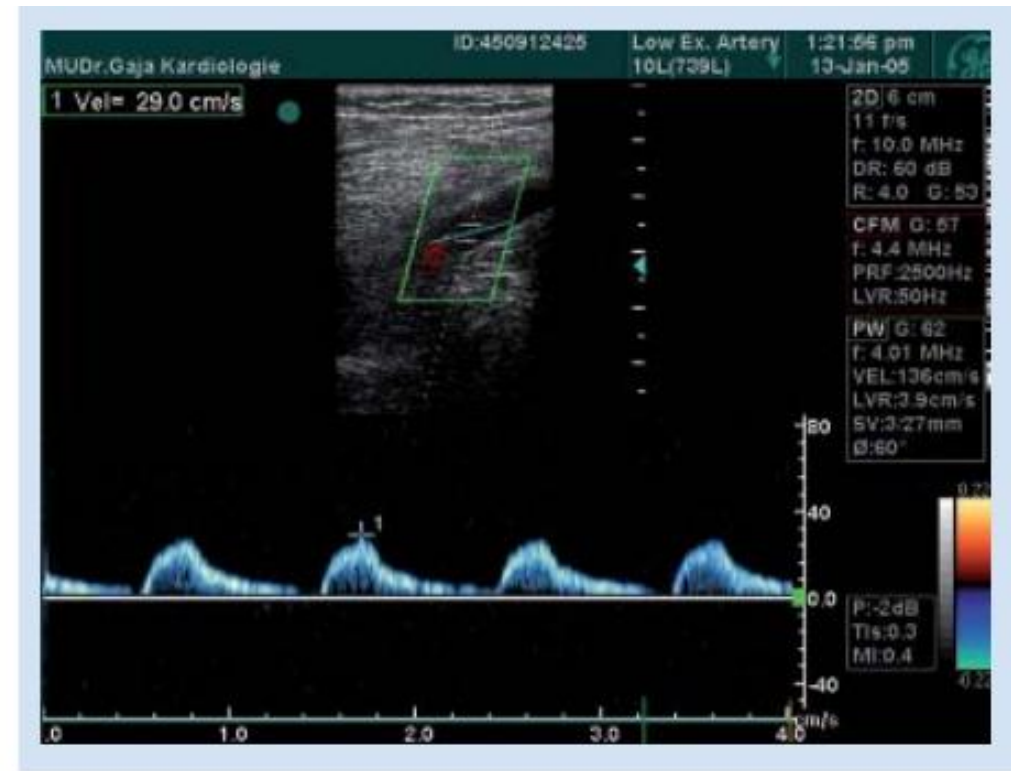 ID:450912425
Low Ex. Artery
1:21:56 pm
MUDr.Gaja Kardiologie
10L(739L)
13-Jan-05
1 Vel= 29.0 cm/s
2D 6 cm
11 f/s
f: 10.0 MHz
DR: 60 dB
R: 4.0 G: 53
CFM G: 57
f: 4.4 MHz
PRF:2500Hz
LVR:50Hz
PW G: 62
f: 4.01 MHz
VEL:136cm/s
LVR:3.9cm/s
SV:3/27mm
Ø:60°
80
0.22
1
40
0.0
P:-2dB
TIs:0.3
MI:0.4
-0.22
-40
cm/s
.0 1.0 2.0 3.0 4.0